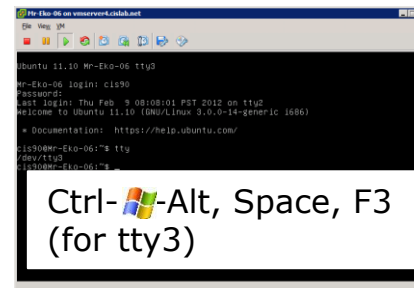 Mr-Eko-06 on vmserver4.cislab.net
File View VM
Ubuntu 11.10 Mr-Eko-06 tty3
Mr-Eko-06 login: cis90
Password:
Last login: Thu Feb 9 08:08:01 PST 2012 on tty2
Welcome to Ubuntu 11.10 (GNU/Linux 3.0.0-14-generic i686)
* Documentation: https://help.ubuntu.com/
cis90@Mr-Eko-06:~$ tty
/dev/tty3
cis90@Mr-Eko-06:~$ _
Ctrl- -Alt, Space, F3
(for tty3)